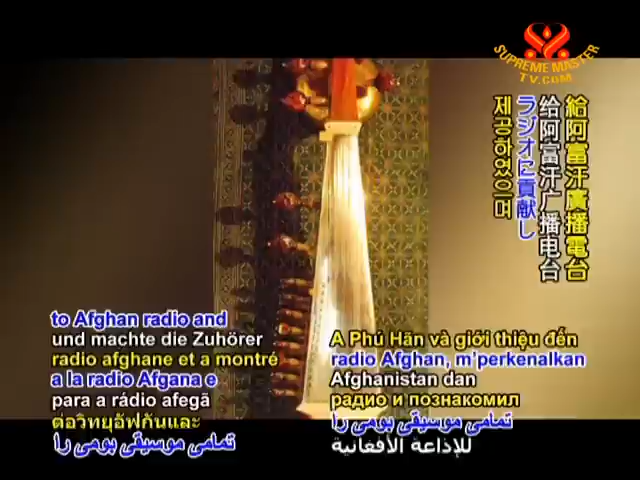 SUPREME MASTER
TV.COM
給阿富汗廣播電台
给阿富汗广播电台
ラジオに貢献し
제공하였으며
to Afghan radio and
und machte die Zuhörer
radio afghane et a montré
a la radio Afgana e
para a rádio afegã
ต่อวิทยุอัฟกันและ
تمامی موسیقی بومی را
A Phú Hãn và giới thiệu đến
radio Afghan, m'perkenalkan
Afghanistan dan
радио и познакомил
تمامی موسیقی بومی را
للإذاعة الأفغانية